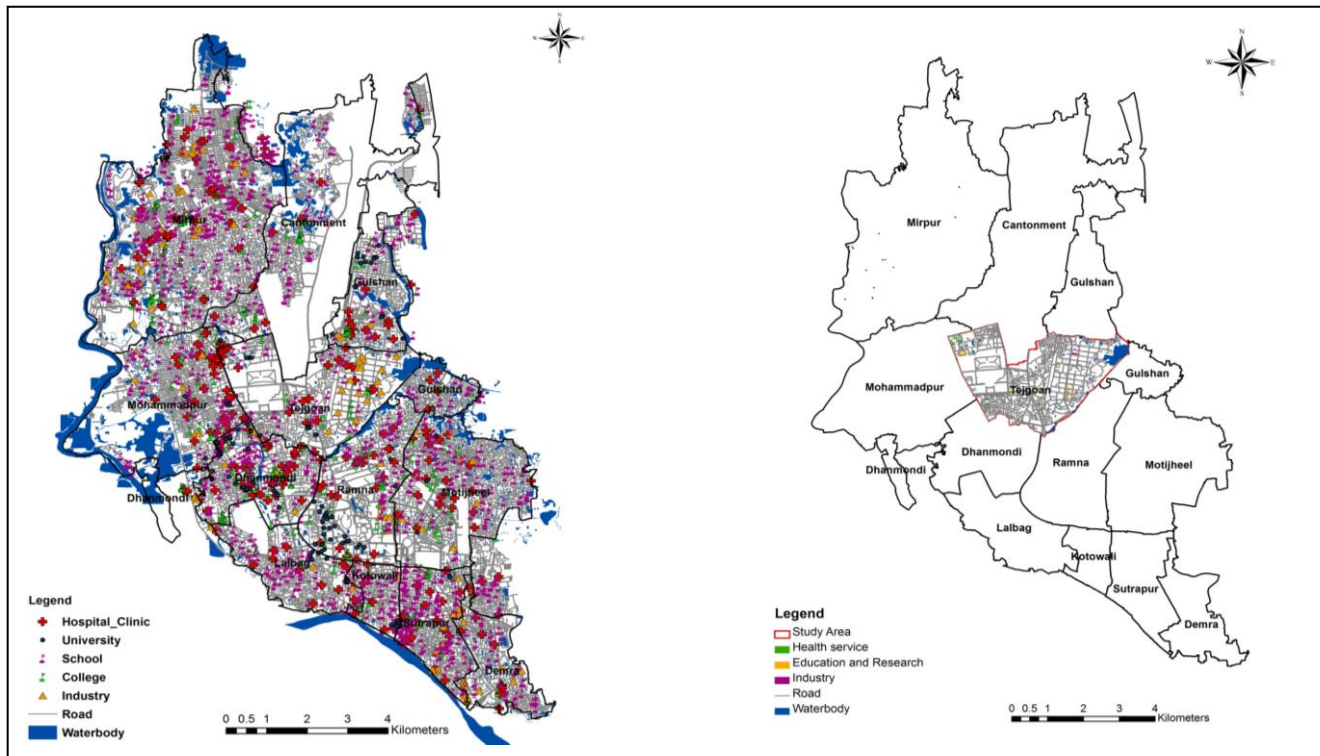 N
W E
S
Mirpur
Cantonment
Gulshan
Mohammadpur
Tejgoan
Gulshan
Dhanmondi
Dhanmondi
Ramna
Motijheel
Lalbag
Kotowali
Sutrapur
Demra
Legend
Hospital_Clinic
University
School
College
Industry
Road
Waterbody
0 0.5 1 2 3 4
Kilometers
N
W E
S
Mirpur
Cantonment
Gulshan
Mohammadpur
Tejgoan
Gulshan
Dhanmondi
Dhanmondi
Ramna
Motijheel
Lalbag
Kotowali
Sutrapur
Demra
Legend
Study Area
Health service
Education and Research
Industry
Road
Waterbody
0 0.5 1 2 3 4
Kilometers